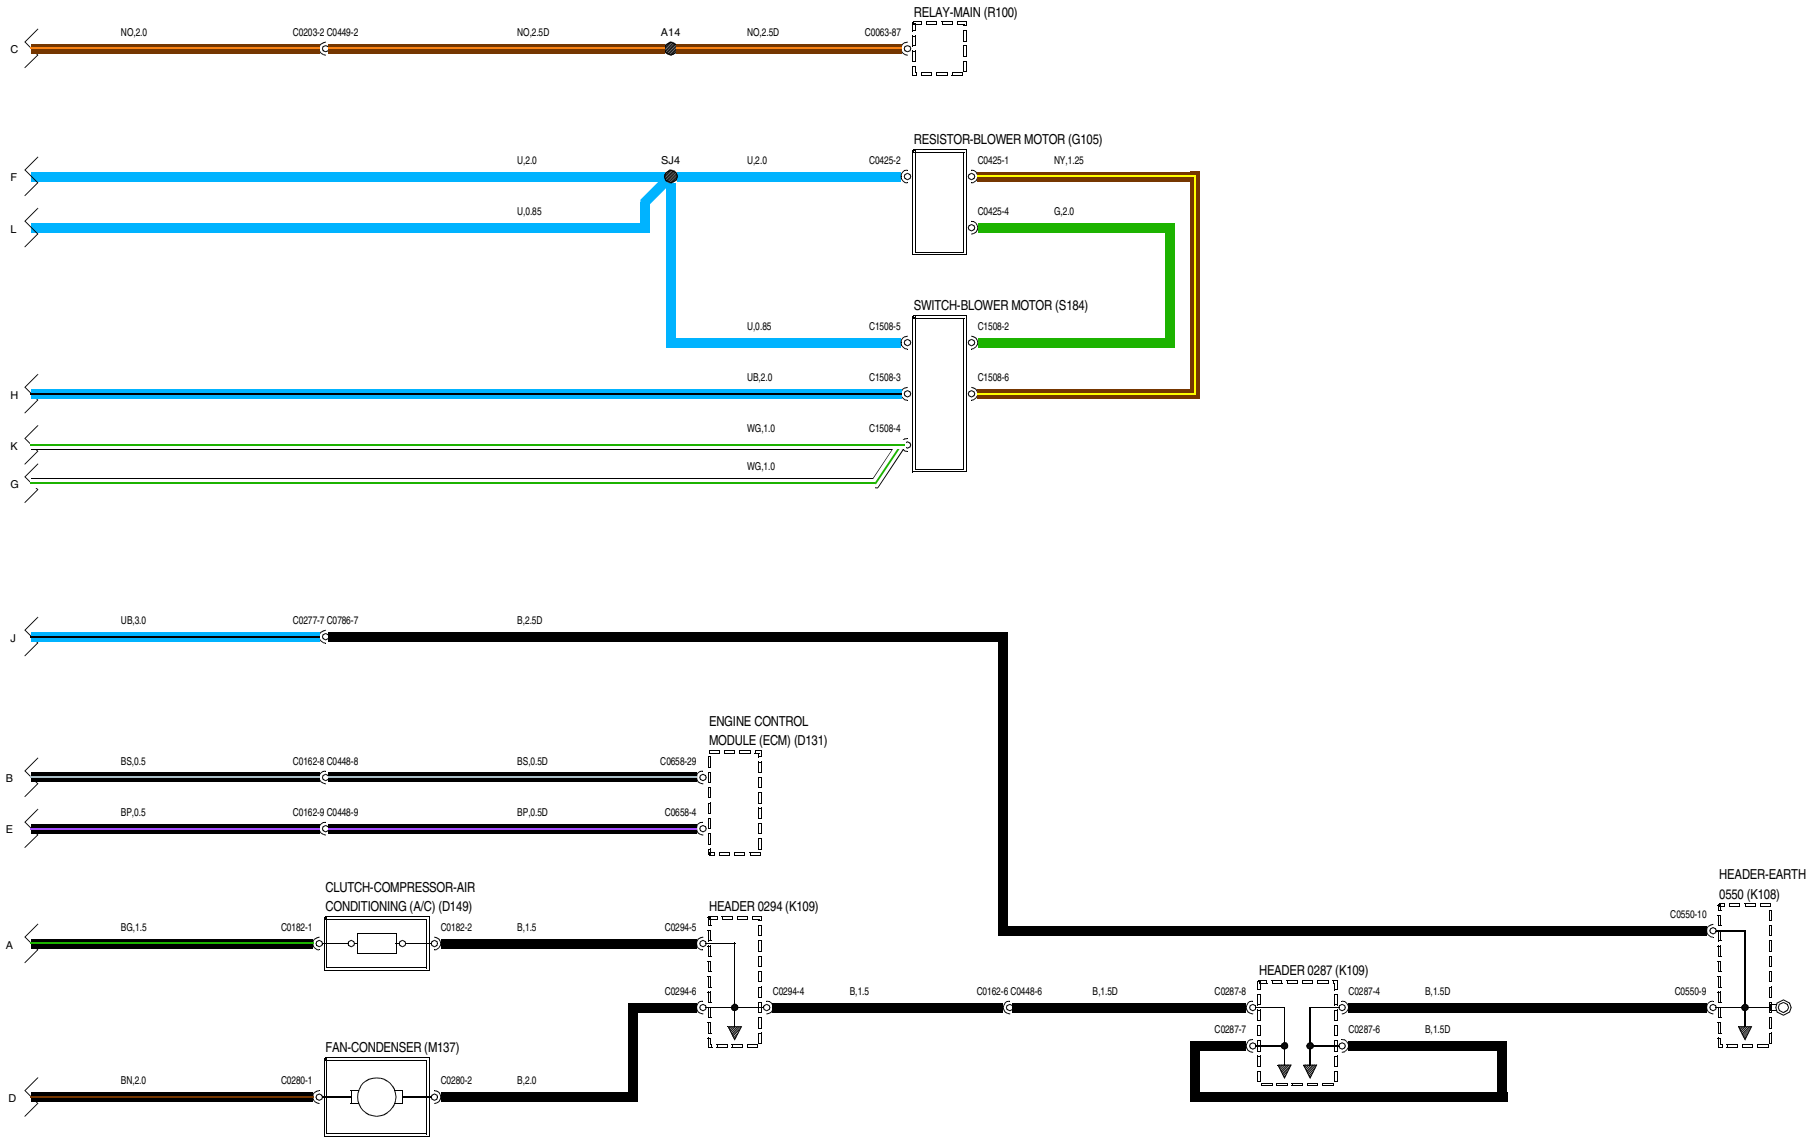 RELAY-MAIN (R100)
C NO,2.0 C0203-2 C0449-2 NO,2.5D A14 NO,2.5D C0063-87
RESISTOR-BLOWER MOTOR (G105)
F U,2.0 SJ4 U,2.0 C0425-2 C0425-1 NY,1.25
L U,0.85 C0425-4 G,2.0
SWITCH-BLOWER MOTOR (S184)
U,0.85 C1508-5 C1508-2
H UB,2.0 C1508-3 C1508-6
K WG,1.0 C1508-4
G WG,1.0
J UB,3.0 C0277-7 C0786-7 B,2.5D
ENGINE CONTROL
MODULE (ECM) (D131)
B BS,0.5 C0162-8 C0448-8 BS,0.5D C0658-29
E BP,0.5 C0162-9 C0448-9 BP,0.5D C0658-4
HEADER-EARTH
0550 (K108)
CLUTCH-COMPRESSOR-AIR
CONDITIONING (A/C) (D149)
HEADER 0294 (K109)
C0550-10
A BG,1.5 C0182-1 C0182-2 B,1.5 C0294-5
HEADER 0287 (K109)
C0294-6 C0294-4 B,1.5 C0162-6 C0448-6 B,1.5D C0287-8 C0287-4 B,1.5D C0550-9
C0287-7 C0287-6 B,1.5D
FAN-CONDENSER (M137)
D BN,2.0 C0280-1 C0280-2 B,2.0